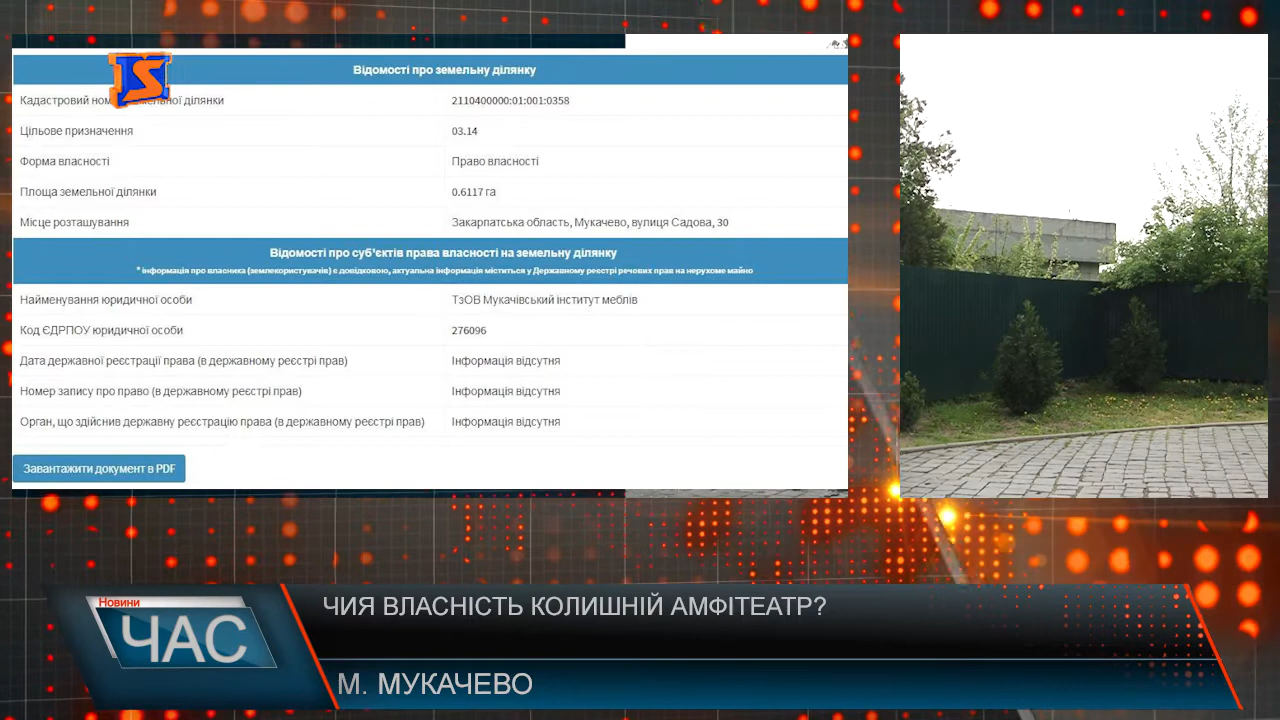 Відомості про земельну ділянку
Кадастровий ном земельної ділянки 2110400000:01:001:0358
Цільове призначення 03.14
Форма власності Право власності
Площа земельної ділянки 0.6117 га
Місце розташування Закарпатська область, Мукачево, вулиця Садова, 30
Відомості про суб'єктів права власності на земельну ділянку
* інформація про власника (землекористувачів) є довідковою, актуальна інформація міститься у Державному реєстрі речових прав на нерухоме майно
Найменування юридичної особи ТзОВ Мукачівський інститут меблів
Код ЄДРПОУ юридичної особи 276096
Дата державної реєстрації права (в державному реєстрі прав) Інформація відсутня
Номер запису про право (в державному реєстрі прав) Інформація відсутня
Орган, що здійснив державну реєстрацію права (в державному реєстрі прав) Інформація відсутня
Завантажити документ в PDF
Новини
ЧАС
ЧИЯ ВЛАСНІСТЬ КОЛИШНІЙ АМФІТЕАТР?
М. МУКАЧЕВО